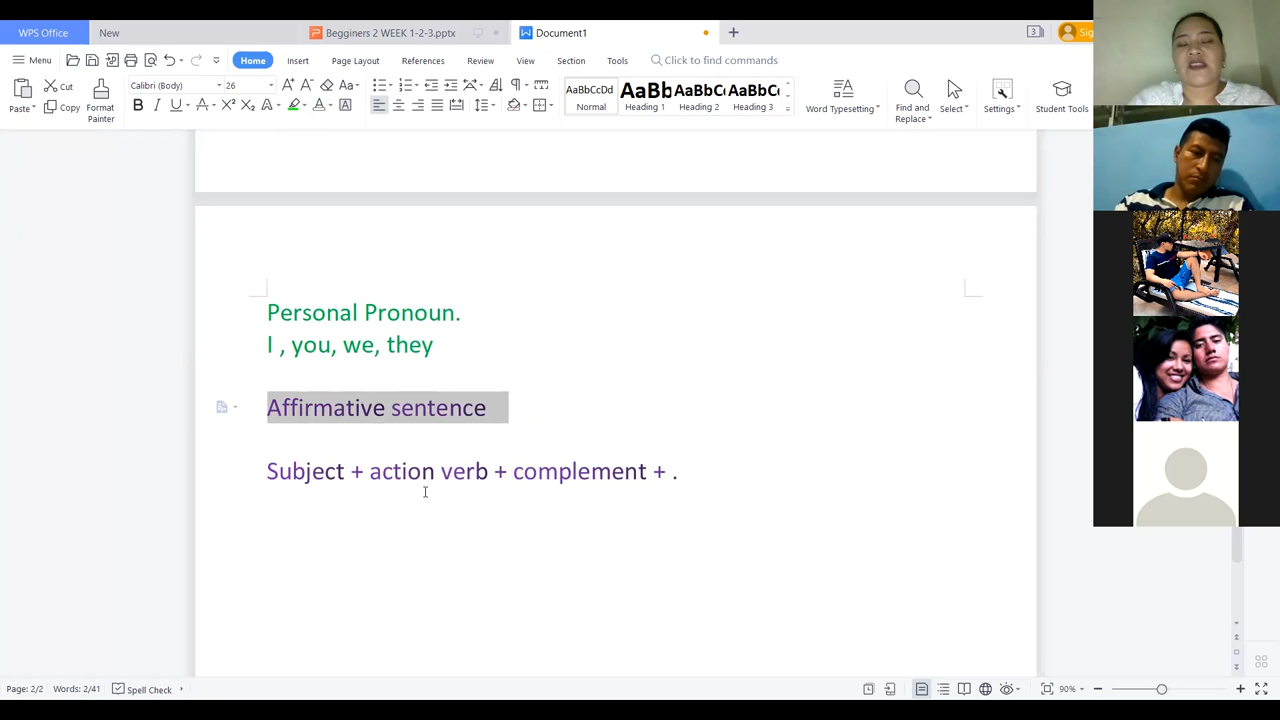 WPS Office New Begginers 2 WEEK 1-2-3.pptx Document1 3
Menu Home Insert Page Layout References Review View Section Tools Click to find commands
Paste Cut Copy Format Painter Calibri (Body) 26 AaBbCcDd Normal AaBb Heading 1 AaBbC Heading 2 AaBbC Heading 3 Word Typesetting Find and Replace Select Settings Student Tools
Personal Pronoun.
I , you, we, they
Affirmative sentence
Subject + action verb + complement + .
Page: 2/2 Words: 2/41 Spell Check 90%